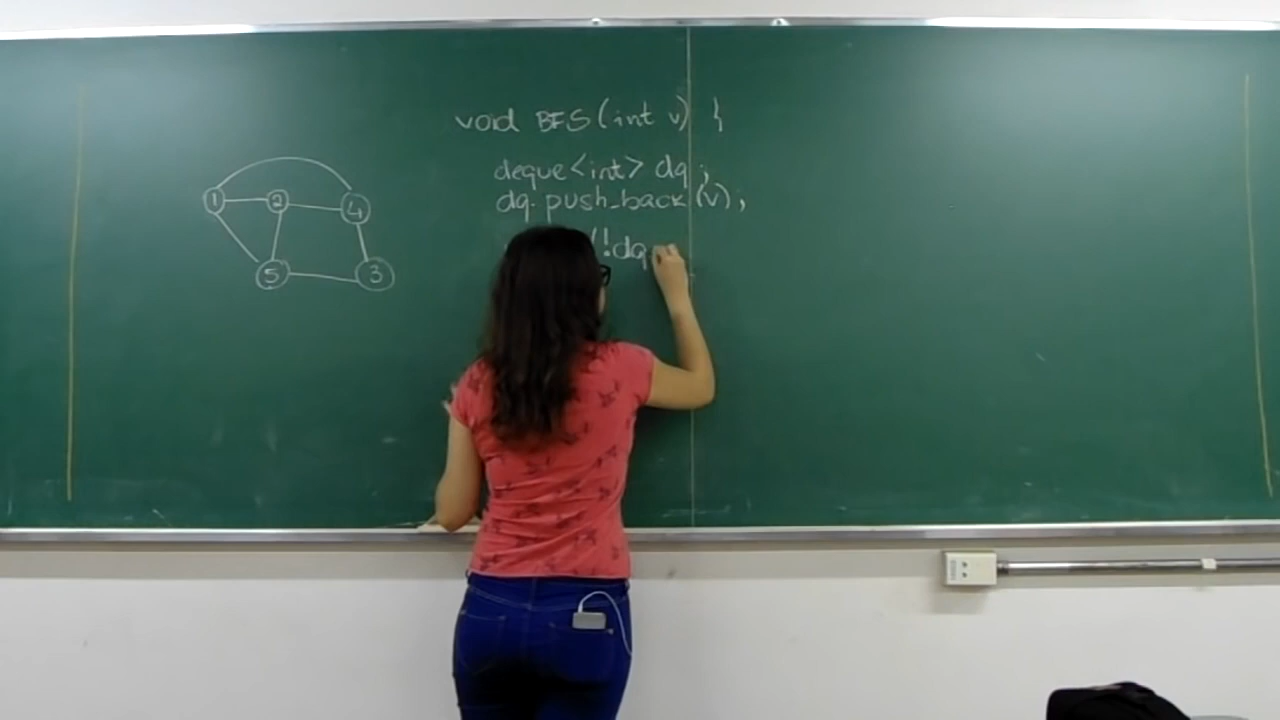 void BFS(int v) {
deque<int> dq;
dq.push_back(v);
(!dq
1
2
4
5
3